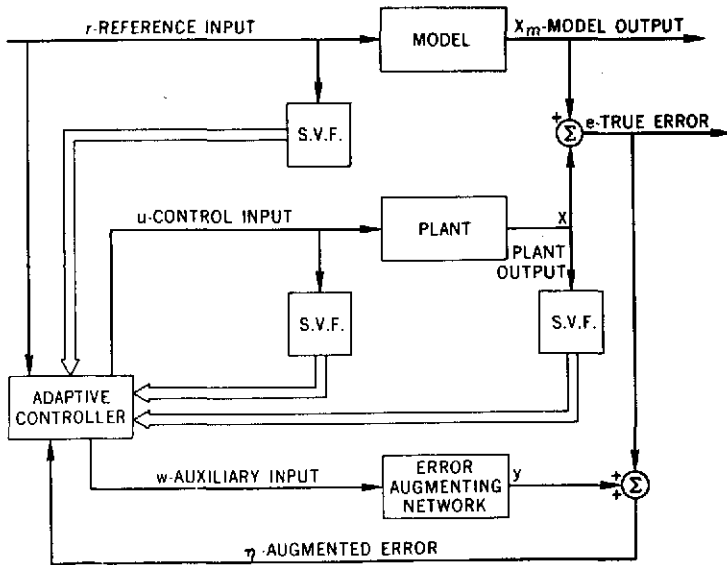 r-REFERENCE INPUT
MODEL
Xm-MODEL OUTPUT
S.V.F.
+
Σ
e-TRUE ERROR
u-CONTROL INPUT
PLANT
X
PLANT
OUTPUT
S.V.F.
S.V.F.
ADAPTIVE
CONTROLLER
w-AUXILIARY INPUT
ERROR
AUGMENTING
NETWORK
y
+
+
Σ
η-AUGMENTED ERROR